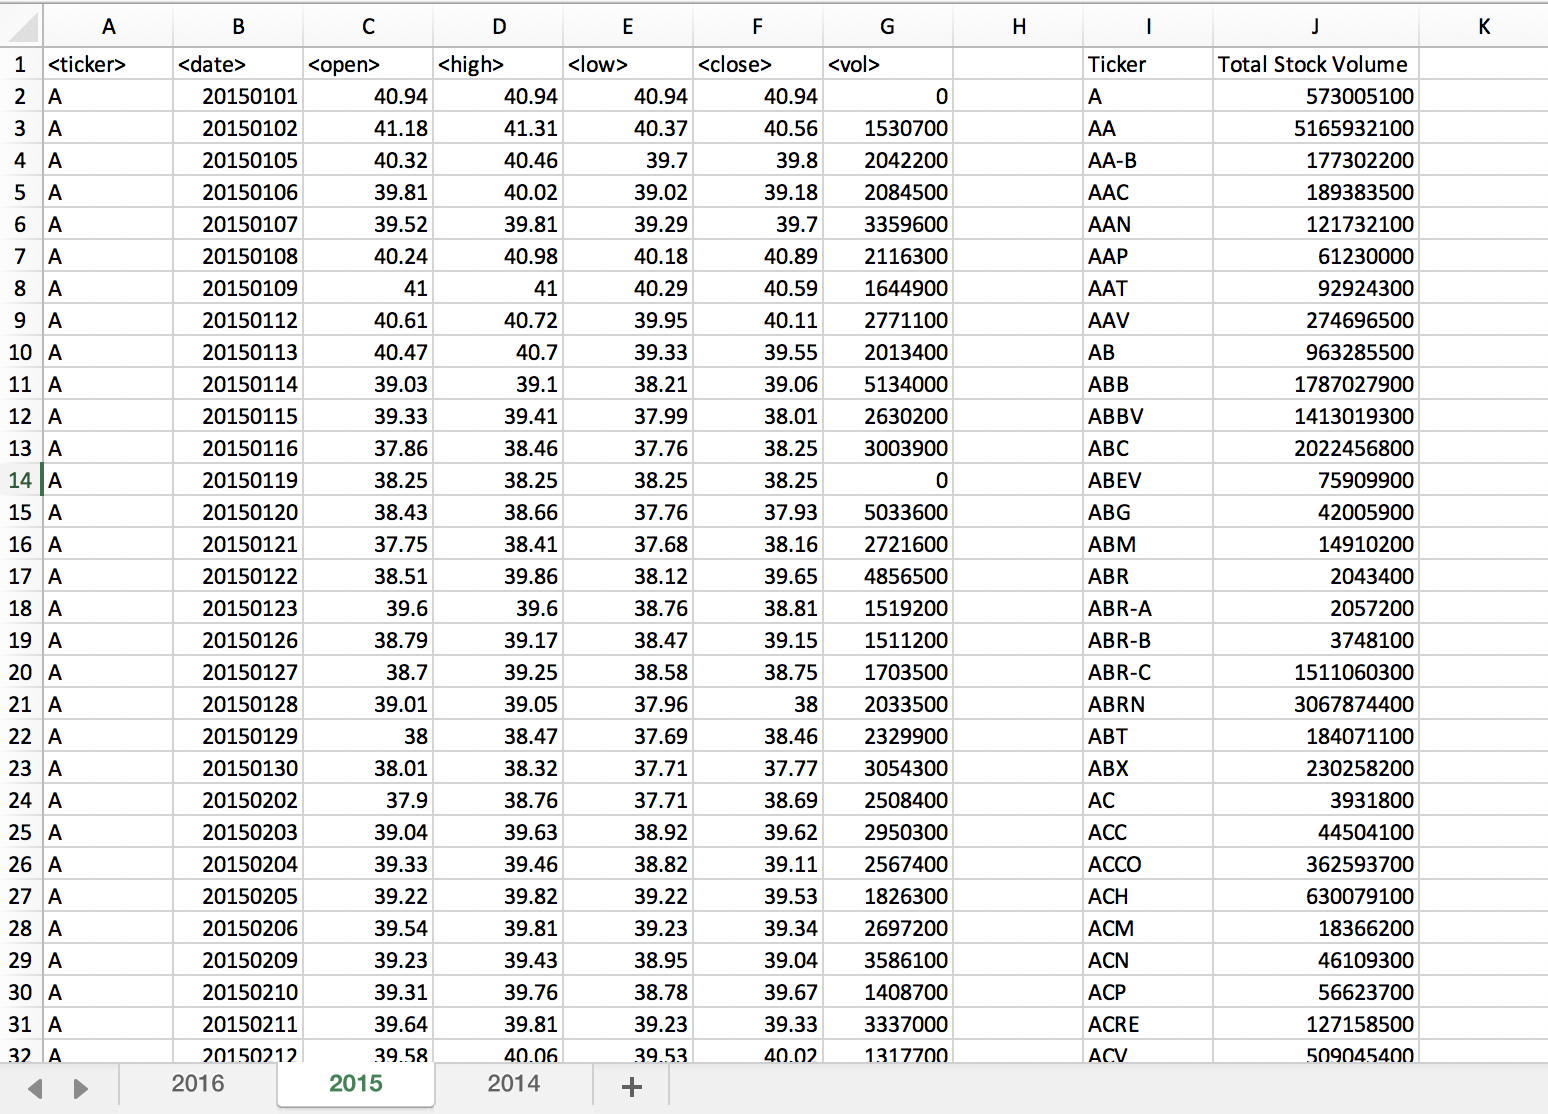 A B C D E F G H I J K
1 <ticker> <date> <open> <high> <low> <close> <vol> Ticker Total Stock Volume
2 A 20150101 40.94 40.94 40.94 40.94 0 A 573005100
3 A 20150102 41.18 41.31 40.37 40.56 1530700 AA 5165932100
4 A 20150105 40.32 40.46 39.7 39.8 2042200 AA-B 177302200
5 A 20150106 39.81 40.02 39.02 39.18 2084500 AAC 189383500
6 A 20150107 39.52 39.81 39.29 39.7 3359600 AAN 121732100
7 A 20150108 40.24 40.98 40.18 40.89 2116300 AAP 61230000
8 A 20150109 41 41 40.29 40.59 1644900 AAT 92924300
9 A 20150112 40.61 40.72 39.95 40.11 2771100 AAV 274696500
10 A 20150113 40.47 40.7 39.33 39.55 2013400 AB 963285500
11 A 20150114 39.03 39.1 38.21 39.06 5134000 ABB 1787027900
12 A 20150115 39.33 39.41 37.99 38.01 2630200 ABBV 1413019300
13 A 20150116 37.86 38.46 37.76 38.25 3003900 ABC 2022456800
14 A 20150119 38.25 38.25 38.25 38.25 0 ABEV 75909900
15 A 20150120 38.43 38.66 37.76 37.93 5033600 ABG 42005900
16 A 20150121 37.75 38.41 37.68 38.16 2721600 ABM 14910200
17 A 20150122 38.51 39.86 38.12 39.65 4856500 ABR 2043400
18 A 20150123 39.6 39.6 38.76 38.81 1519200 ABR-A 2057200
19 A 20150126 38.79 39.17 38.47 39.15 1511200 ABR-B 3748100
20 A 20150127 38.7 39.25 38.58 38.75 1703500 ABR-C 1511060300
21 A 20150128 39.01 39.05 37.96 38 2033500 ABRN 3067874400
22 A 20150129 38 38.47 37.69 38.46 2329900 ABT 184071100
23 A 20150130 38.01 38.32 37.71 37.77 3054300 ABX 230258200
24 A 20150202 37.9 38.76 37.71 38.69 2508400 AC 3931800
25 A 20150203 39.04 39.63 38.92 39.62 2950300 ACC 44504100
26 A 20150204 39.33 39.46 38.82 39.11 2567400 ACCO 362593700
27 A 20150205 39.22 39.82 39.22 39.53 1826300 ACH 630079100
28 A 20150206 39.54 39.81 39.23 39.34 2697200 ACM 18366200
29 A 20150209 39.23 39.43 38.95 39.04 3586100 ACN 46109300
30 A 20150210 39.31 39.76 38.78 39.67 1408700 ACP 56623700
31 A 20150211 39.64 39.81 39.23 39.33 3337000 ACRE 127158500
32 A 20150212 39.58 40.06 39.53 40.02 1317700 ACV 509045400
2016 2015 2014 +